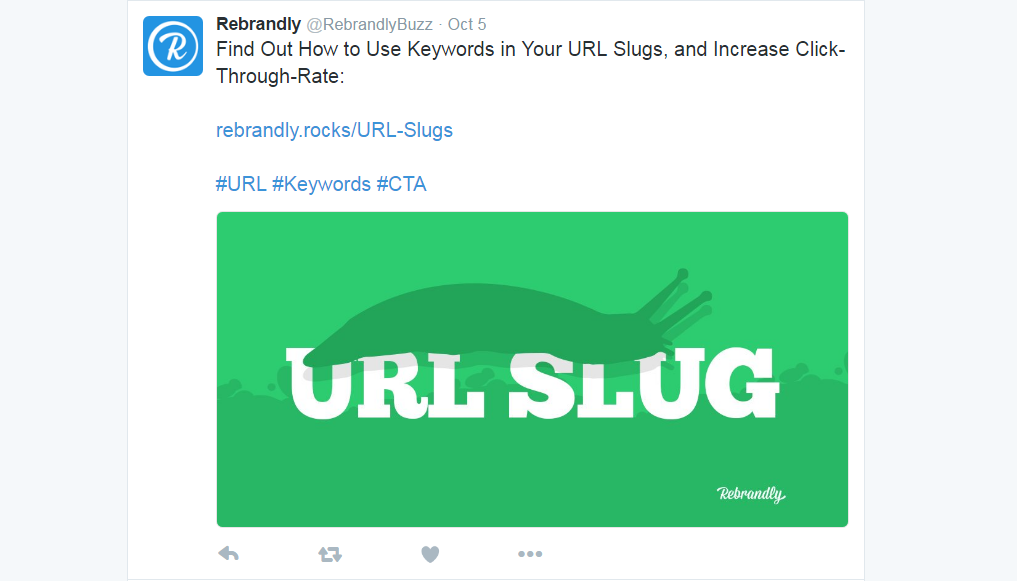 Rebrandly @RebrandlyBuzz · Oct 5
Find Out How to Use Keywords in Your URL Slugs, and Increase Click-
Through-Rate:
rebrandly.rocks/URL-Slugs
#URL #Keywords #CTA
URL SLUG
Rebrandly